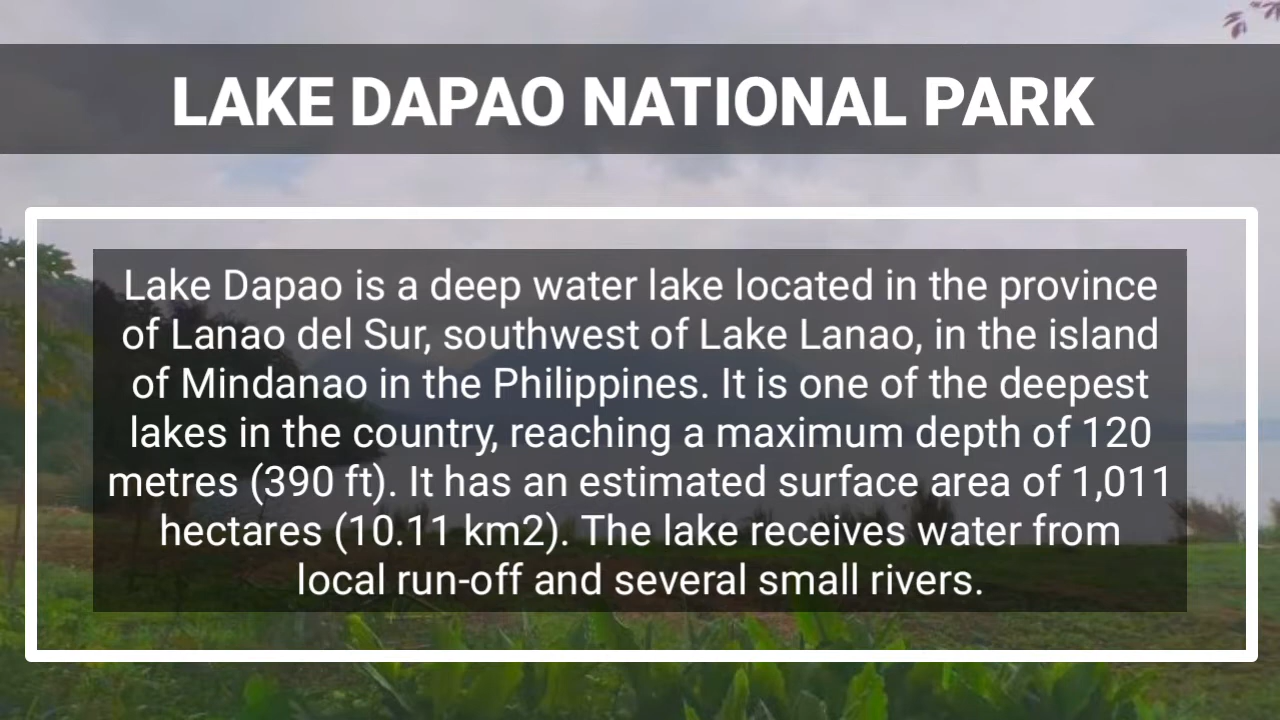 LAKE DAPAO NATIONAL PARK
Lake Dapao is a deep water lake located in the province
of Lanao del Sur, southwest of Lake Lanao, in the island
of Mindanao in the Philippines. It is one of the deepest
lakes in the country, reaching a maximum depth of 120
metres (390 ft). It has an estimated surface area of 1,011
hectares (10.11 km2). The lake receives water from
local run-off and several small rivers.